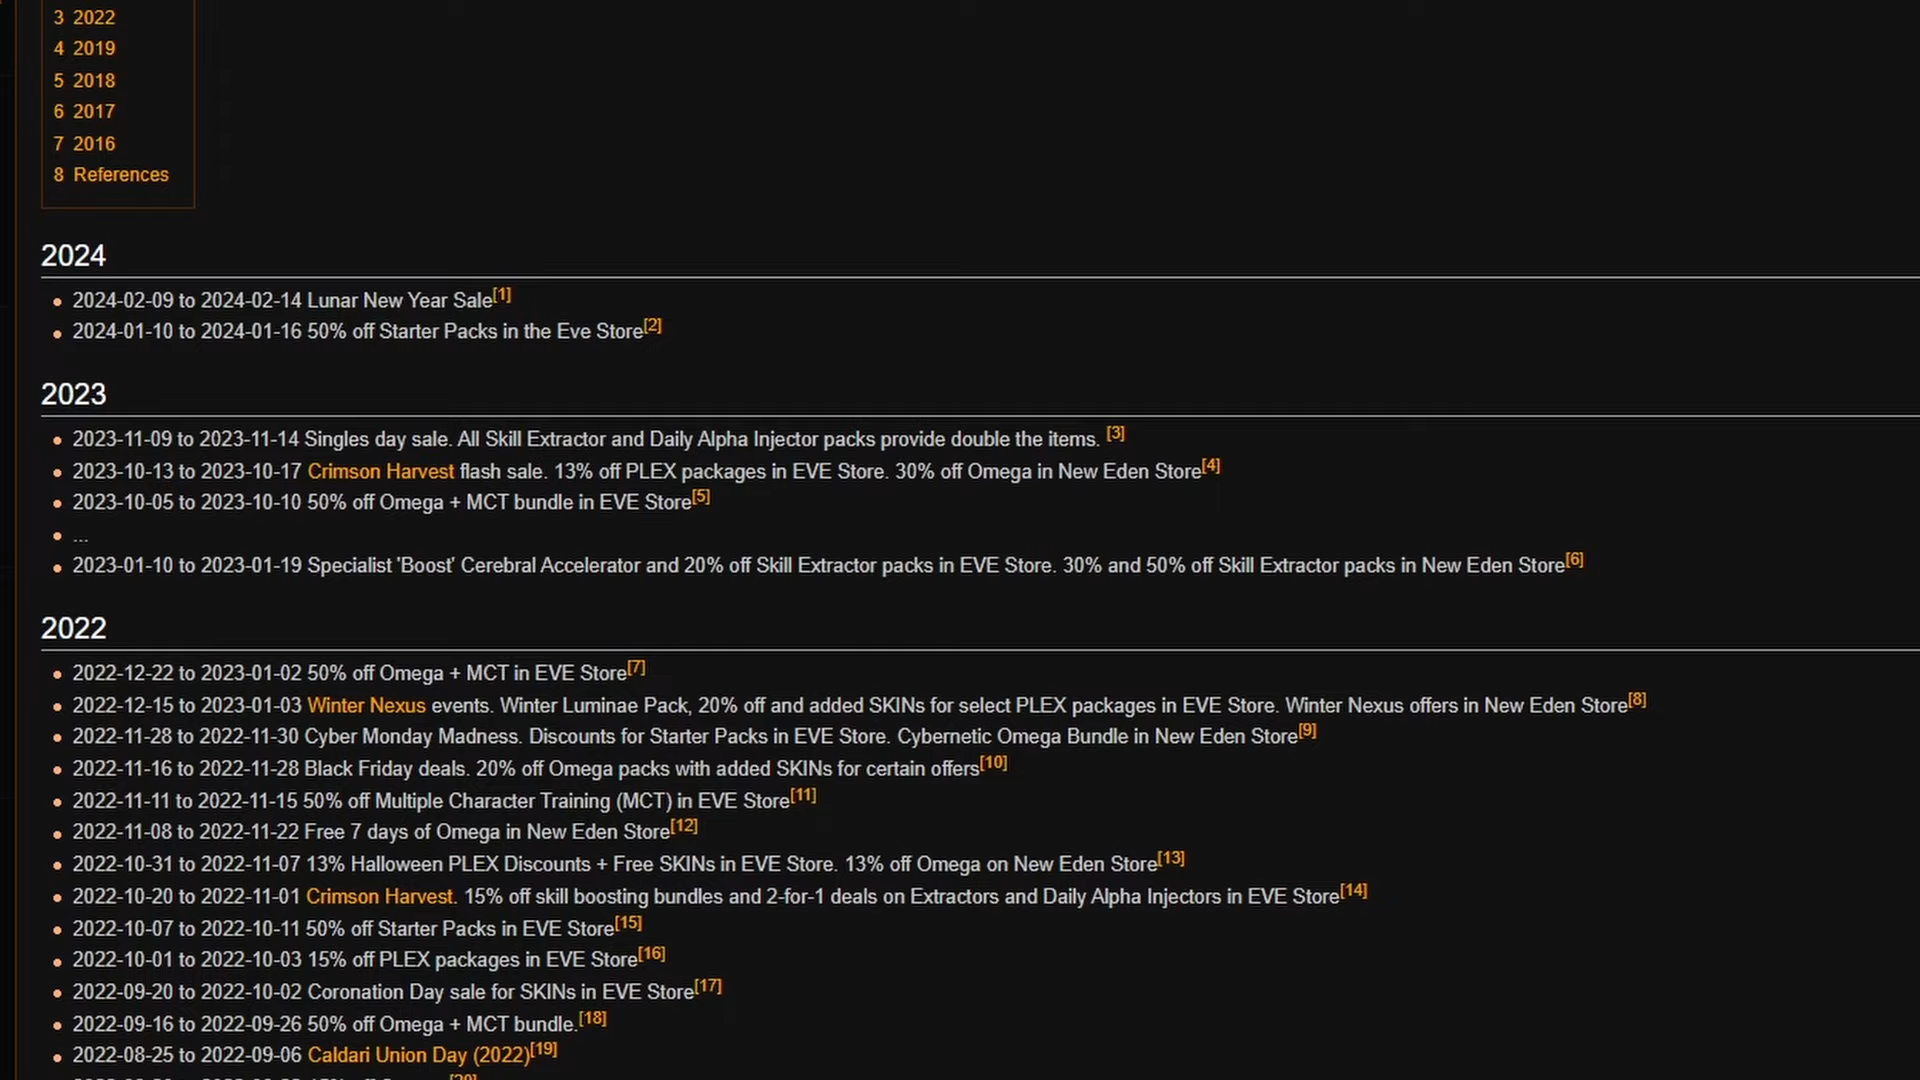 3 2022
4 2019
5 2018
6 2017
7 2016
8 References
2024
2024-02-09 to 2024-02-14 Lunar New Year Sale[1]
2024-01-10 to 2024-01-16 50% off Starter Packs in the Eve Store[2]
2023
2023-11-09 to 2023-11-14 Singles day sale. All Skill Extractor and Daily Alpha Injector packs provide double the items. [3]
2023-10-13 to 2023-10-17 Crimson Harvest flash sale. 13% off PLEX packages in EVE Store. 30% off Omega in New Eden Store[4]
2023-10-05 to 2023-10-10 50% off Omega + MCT bundle in EVE Store[5]
...
2023-01-10 to 2023-01-19 Specialist 'Boost' Cerebral Accelerator and 20% off Skill Extractor packs in EVE Store. 30% and 50% off Skill Extractor packs in New Eden Store[6]
2022
2022-12-22 to 2023-01-02 50% off Omega + MCT in EVE Store[7]
2022-12-15 to 2023-01-03 Winter Nexus events. Winter Luminae Pack, 20% off and added SKINs for select PLEX packages in EVE Store. Winter Nexus offers in New Eden Store[8]
2022-11-28 to 2022-11-30 Cyber Monday Madness. Discounts for Starter Packs in EVE Store. Cybernetic Omega Bundle in New Eden Store[9]
2022-11-16 to 2022-11-28 Black Friday deals. 20% off Omega packs with added SKINs for certain offers[10]
2022-11-11 to 2022-11-15 50% off Multiple Character Training (MCT) in EVE Store[11]
2022-11-08 to 2022-11-22 Free 7 days of Omega in New Eden Store[12]
2022-10-31 to 2022-11-07 13% Halloween PLEX Discounts + Free SKINs in EVE Store. 13% off Omega on New Eden Store[13]
2022-10-20 to 2022-11-01 Crimson Harvest. 15% off skill boosting bundles and 2-for-1 deals on Extractors and Daily Alpha Injectors in EVE Store[14]
2022-10-07 to 2022-10-11 50% off Starter Packs in EVE Store[15]
2022-10-01 to 2022-10-03 15% off PLEX packages in EVE Store[16]
2022-09-20 to 2022-10-02 Coronation Day sale for SKINs in EVE Store[17]
2022-09-16 to 2022-09-26 50% off Omega + MCT bundle.[18]
2022-08-25 to 2022-09-06 Caldari Union Day (2022)[19]